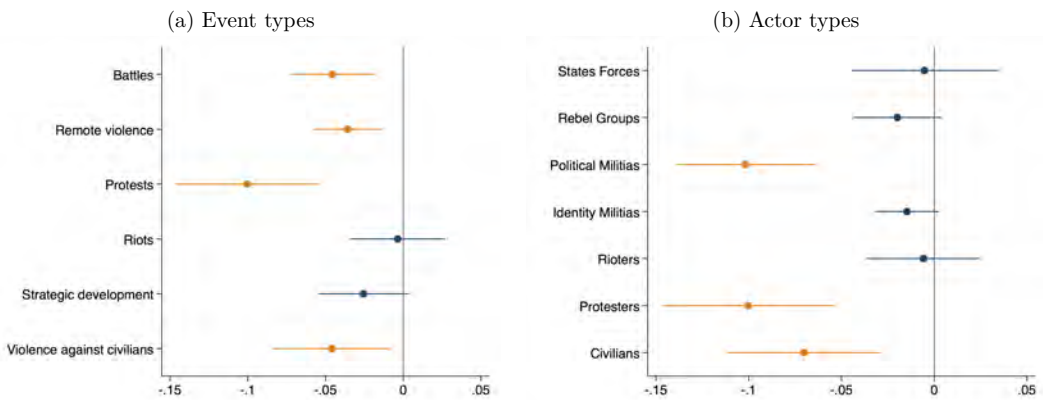 (a) Event types
Battles
Remote violence
Protests
Riots
Strategic development
Violence against civilians
-.15 -.1 -.05 0 .05
(b) Actor types
States Forces
Rebel Groups
Political Militias
Identity Militias
Rioters
Protesters
Civilians
-.15 -.1 -.05 0 .05